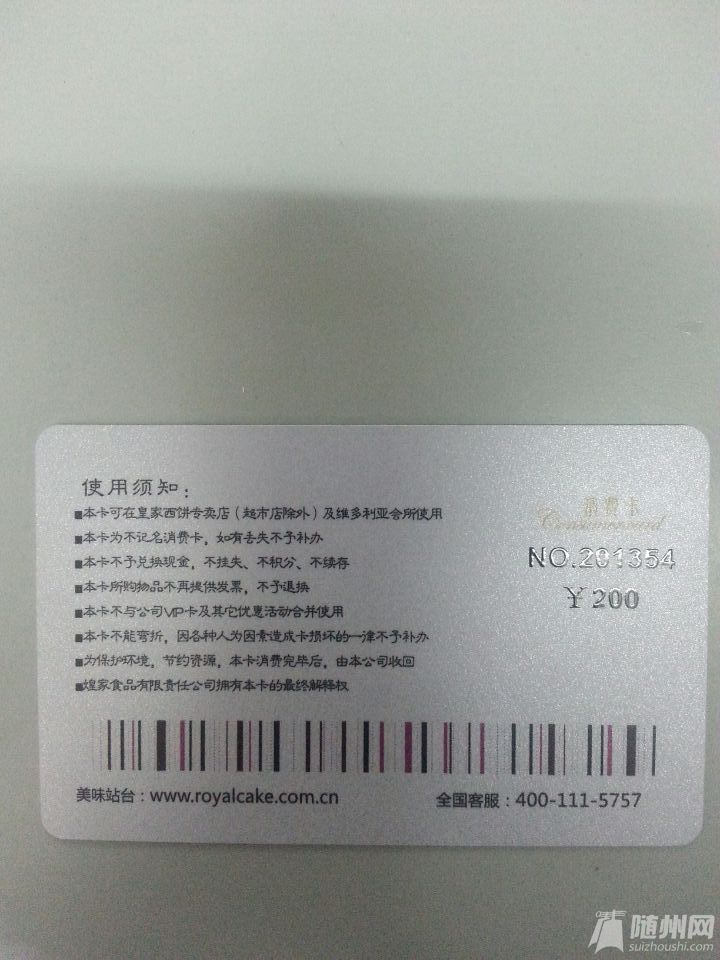 使用须知：
■本卡可在皇家西饼专卖店（超市店除外）及维多利亚会所使用
■本卡为不记名消费卡，如有丢失不予补办
■本卡不予兑换现金，不挂失、不积分、不续存
■本卡所购物品不再提供发票，不予退换
■本卡不与公司VIP卡及其它优惠活动合并使用
■本卡不能弯折，因各种人为因素造成卡损坏的一律不予补办
■为保护环境，节约资源，本卡消费完毕后，由本公司收回
■煌家食品有限责任公司拥有本卡的最终解释权
消费卡
NO.201354
￥200
美味站台：www.royalcake.com.cn
全国客服：400-111-5757
随州网
suizhoushi.com